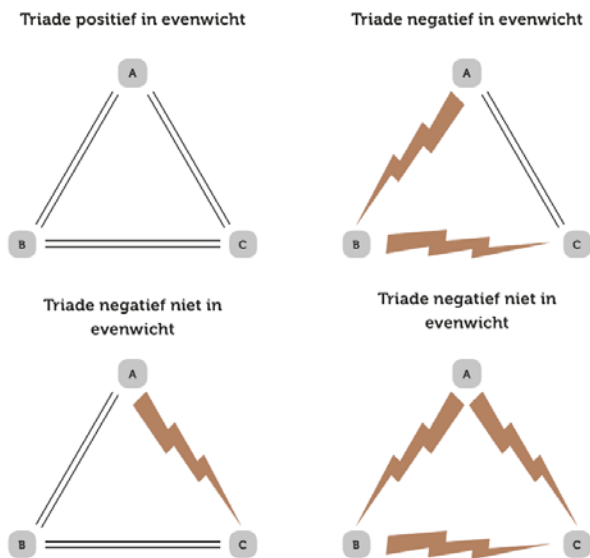 Triade positief in evenwicht
A
B
C
Triade negatief in evenwicht
A
B
C
Triade negatief niet in
evenwicht
A
B
C
Triade negatief niet in
evenwicht
A
B
C